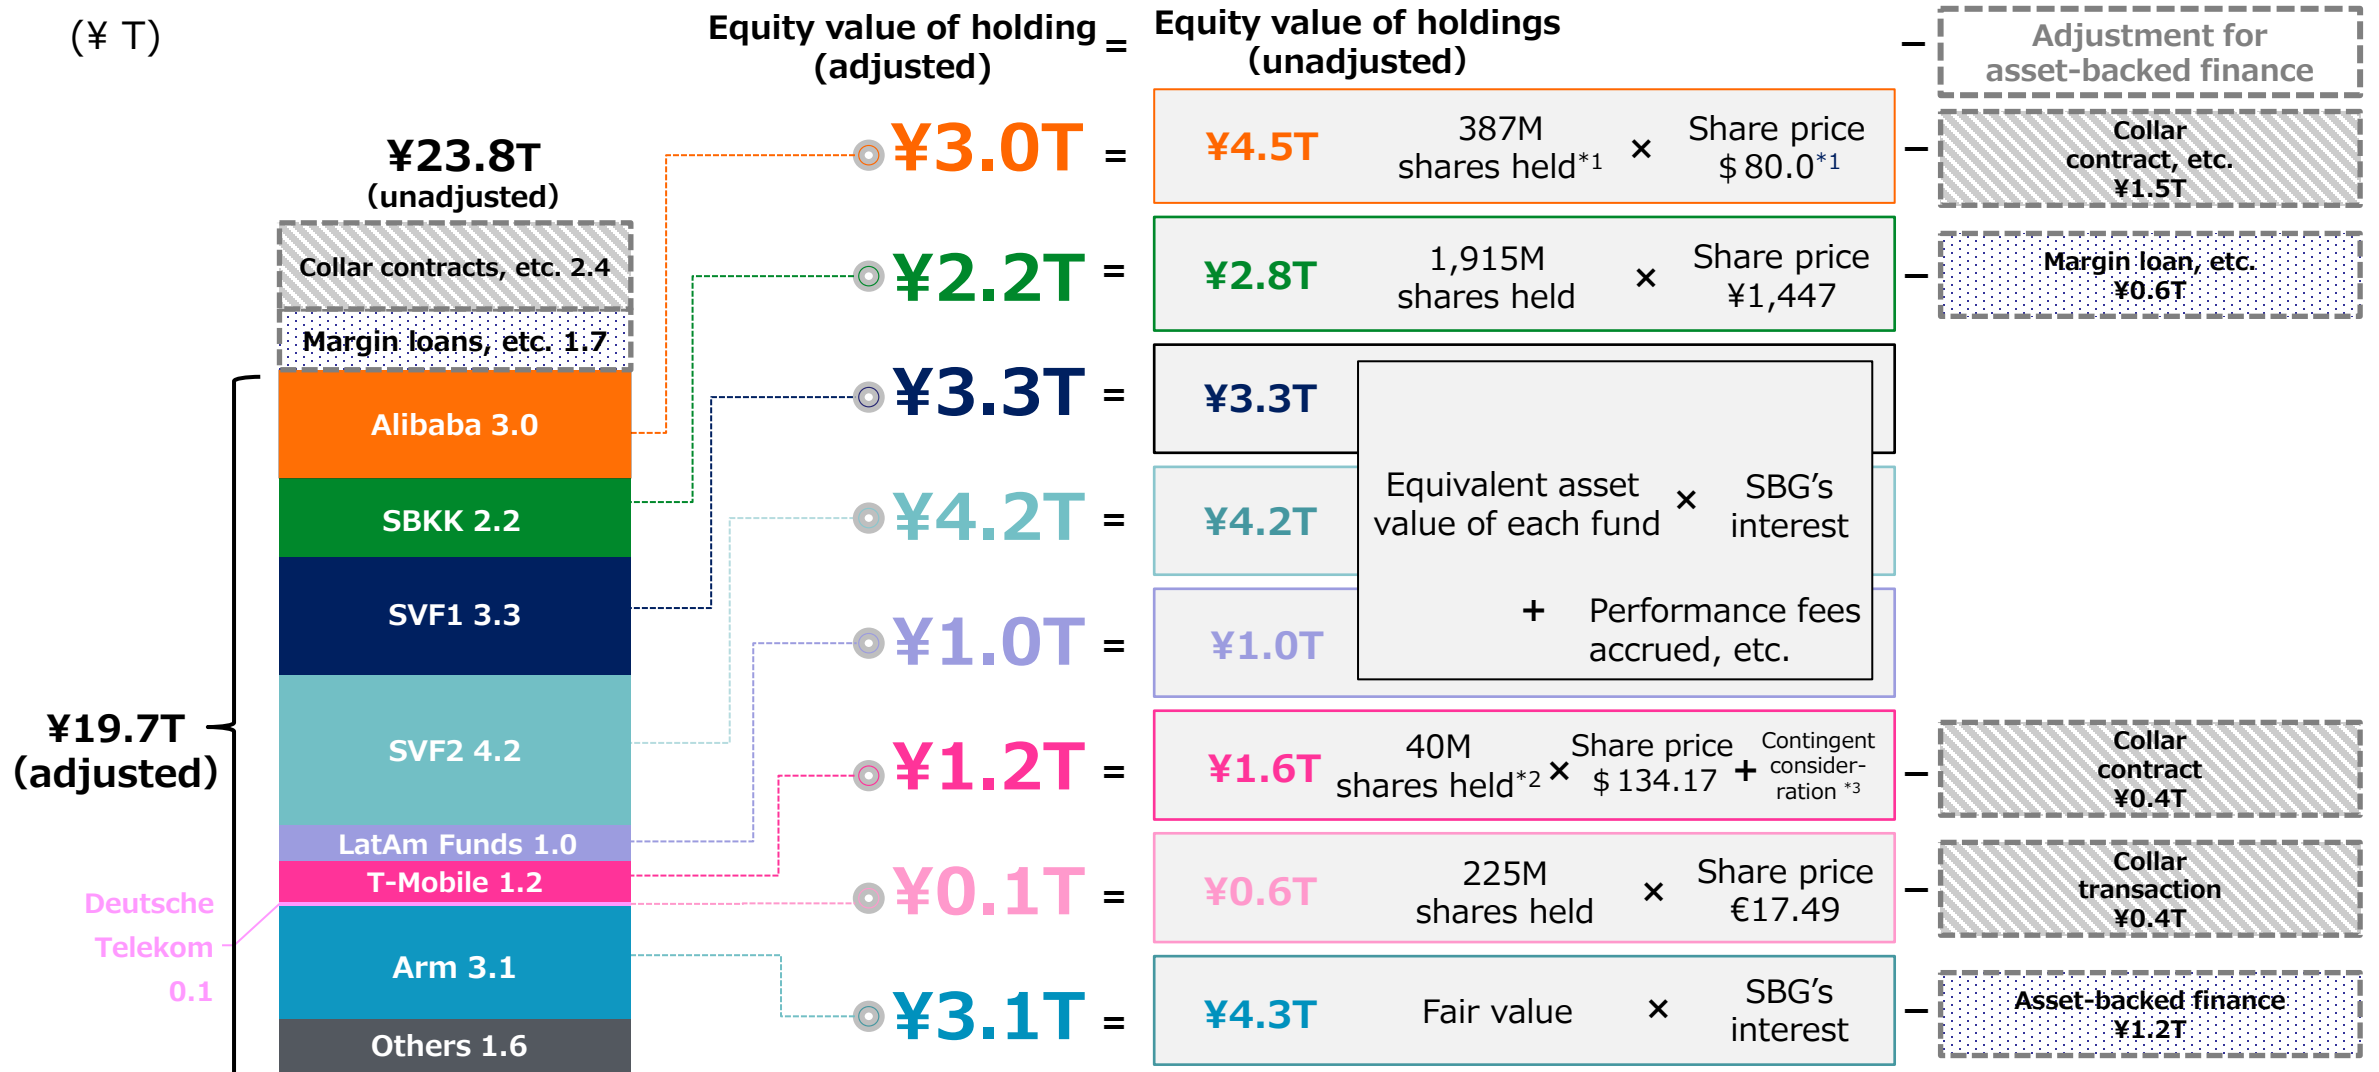 (¥ T)
Equity value of holding
(adjusted)
=
Equity value of holdings
(unadjusted)
−
Adjustment for
asset-backed finance
¥23.8T
(unadjusted)
Collar contracts, etc. 2.4
Margin loans, etc. 1.7
Alibaba 3.0
SBKK 2.2
SVF1 3.3
SVF2 4.2
LatAm Funds 1.0
T-Mobile 1.2
Deutsche
Telekom
0.1
Arm 3.1
Others 1.6
¥19.7T
(adjusted)
¥3.0T = ¥4.5T
387M
shares held*1
×
Share price
$ 80.0*1
−
Collar
contract, etc.
¥1.5T
¥2.2T = ¥2.8T
1,915M
shares held
×
Share price
¥1,447
−
Margin loan, etc.
¥0.6T
¥3.3T = ¥3.3T
¥4.2T = ¥4.2T
¥1.0T = ¥1.0T
Equivalent asset
value of each fund
×
SBG's
interest
+ Performance fees
accrued, etc.
¥1.2T = ¥1.6T
40M
shares held*2
×
Share price
$ 134.17
+
Contingent
consider-
ration *3
−
Collar
contract
¥0.4T
¥0.1T = ¥0.6T
225M
shares held
×
Share price
€17.49
−
Collar
transaction
¥0.4T
¥3.1T = ¥4.3T
Fair value
×
SBG's
interest
−
Asset-backed finance
¥1.2T